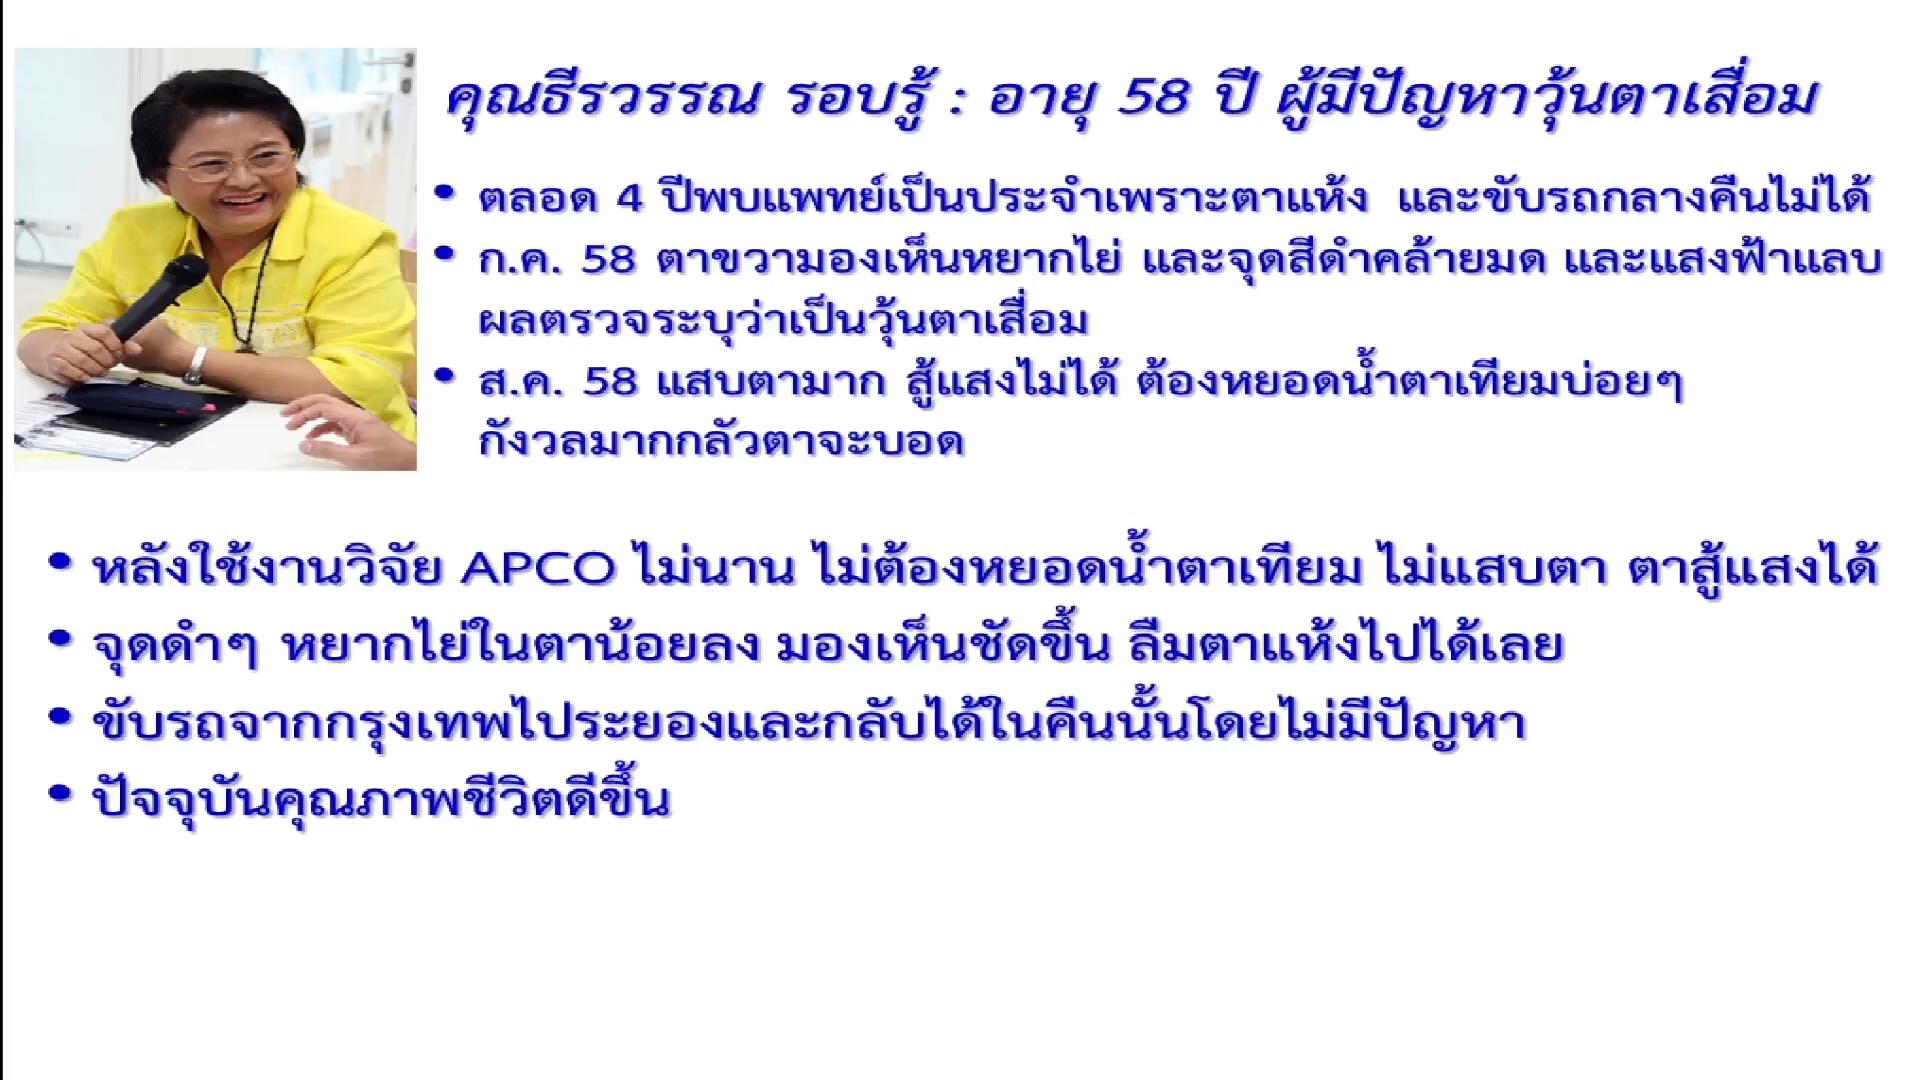 คุณธีรวรรณ รอบรู้ : อายุ 58 ปี ผู้มีปัญหาวุ้นตาเสื่อม
• ตลอด 4 ปีพบแพทย์เป็นประจำเพราะตาแห้ง และขับรถกลางคืนไม่ได้
• ก.ค. 58 ตาขวามองเห็นหยากไย่ และจุดสีดำคล้ายมด และแสงฟ้าแลบ
ผลตรวจระบุว่าเป็นวุ้นตาเสื่อม
• ส.ค. 58 แสบตามาก สู้แสงไม่ได้ ต้องหยอดน้ำตาเทียมบ่อยๆ
กังวลมากกลัวตาจะบอด
• หลังใช้งานวิจัย APCO ไม่นาน ไม่ต้องหยอดน้ำตาเทียม ไม่แสบตา ตาสู้แสงได้
• จุดดำๆ หยากไย่ในตาน้อยลง มองเห็นชัดขึ้น ลืมตาแห้งไปได้เลย
• ขับรถจากกรุงเทพไประยองและกลับได้ในคืนนั้นโดยไม่มีปัญหา
• ปัจจุบันคุณภาพชีวิตดีขึ้น